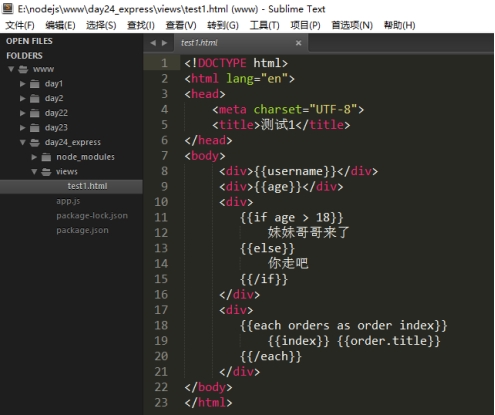 E:\nodejs\www\day24_express\views\test1.html (www) - Sublime Text
文件(F) 编辑(E) 选择(S) 查找(I) 查看(V) 转到(G) 工具(T) 项目(P) 首选项(N) 帮助(H)
OPEN FILES
FOLDERS
www
day1
day2
day22
day23
day24_express
node_modules
views
test1.html
app.js
package-lock.json
package.json
test1.html
1 <!DOCTYPE html>
2 <html lang="en">
3 <head>
4 <meta charset="UTF-8">
5 <title>测试1</title>
6 </head>
7 <body>
8 <div>{{username}}</div>
9 <div>{{age}}</div>
10 <div>
11 {{if age > 18}}
12 妹妹哥哥来了
13 {{else}}
14 你走吧
15 {{/if}}
16 </div>
17 <div>
18 {{each orders as order index}}
19 {{index}} {{order.title}}
20 {{/each}}
21 </div>
22 </body>
23 </html>